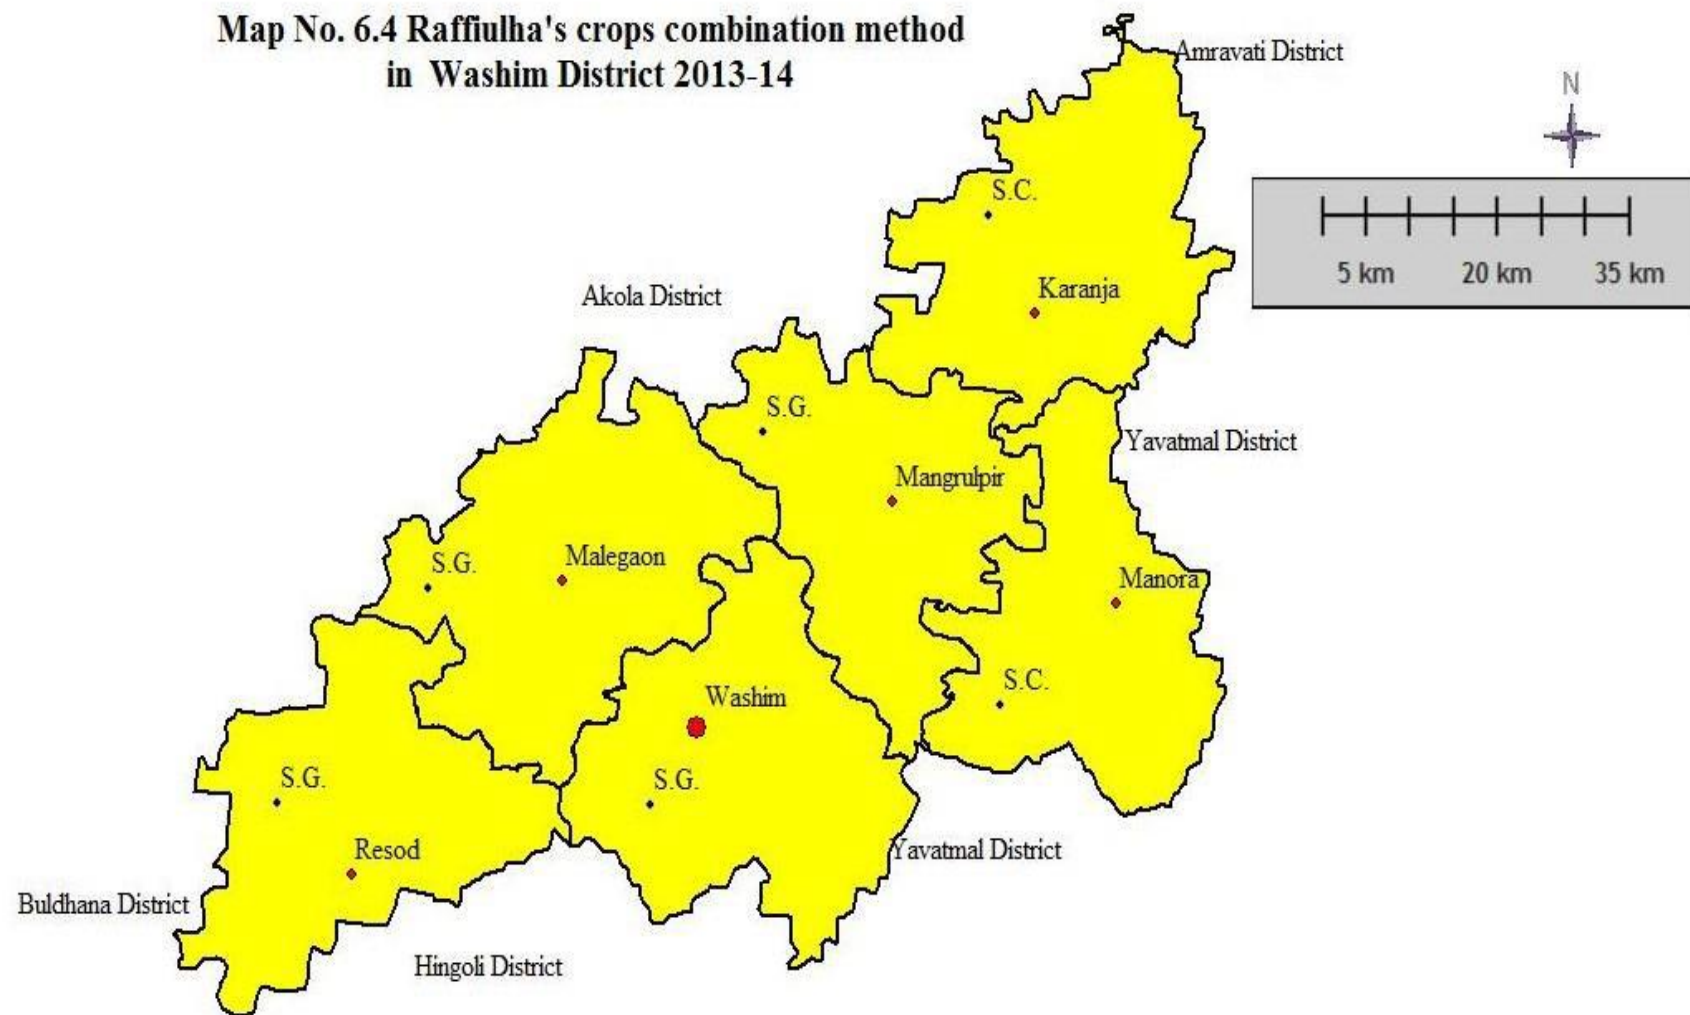 Map No. 6.4 Raffiulha's crops combination method
in Washim District 2013-14
Amravati District
N
S.C.
5 km 20 km 35 km
Karanja
Akola District
S.G.
Yavatmal District
Mangrulpir
S.G.
Malegaon
Manora
S.C.
Washim
S.G.
S.G.
Resod
Yavatmal District
Buldhana District
Hingoli District